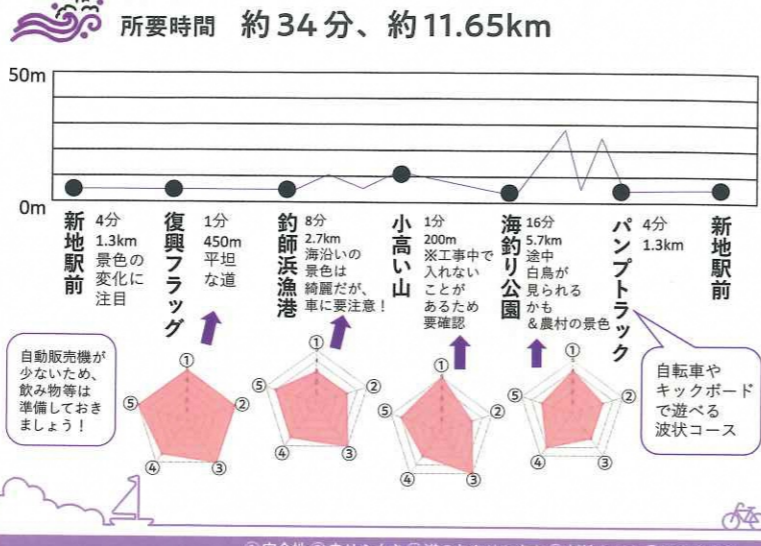 所要時間 約34分、約11.65km
50m
0m
新地駅前
4分
1.3km
景色の
変化に
注目
復興フラッグ
1分
450m
平坦
な道
釣師浜漁港
8分
2.7km
海沿いの
景色は
綺麗だが、
車に要注意！
小高い山
1分
200m
※工事中で
入れない
ことが
あるため
要確認
海釣り公園
16分
5.7km
途中
白鳥が
見られる
かも
&農村の景色
パンプトラック
4分
1.3km
新地駅前
自動販売機が
少ないため、
飲み物等は
準備しておき
ましょう！
①
②
③
④
⑤
①
②
③
④
⑤
①
②
③
④
⑤
①
②
③
④
⑤
自転車や
キックボード
で遊べる
波状コース